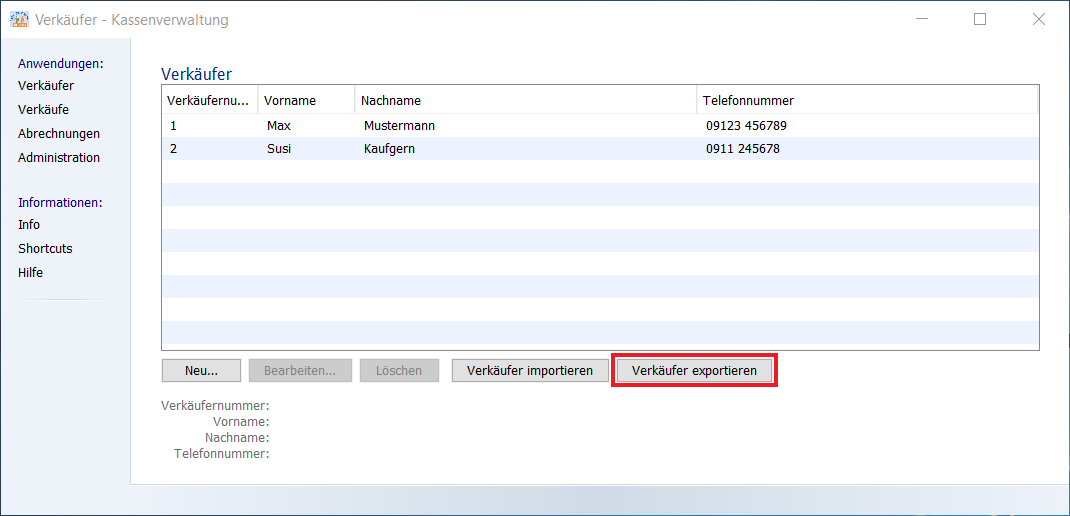 Verkäufer - Kassenverwaltung
Anwendungen:
Verkäufer
Verkäufe
Abrechnungen
Administration
Informationen:
Info
Shortcuts
Hilfe
Verkäufer
Verkäufernu... Vorname Nachname Telefonnummer
1 Max Mustermann 09123 456789
2 Susi Kaufgern 0911 245678
Neu... Bearbeiten... Löschen Verkäufer importieren Verkäufer exportieren
Verkäufernummer:
Vorname:
Nachname:
Telefonnummer: